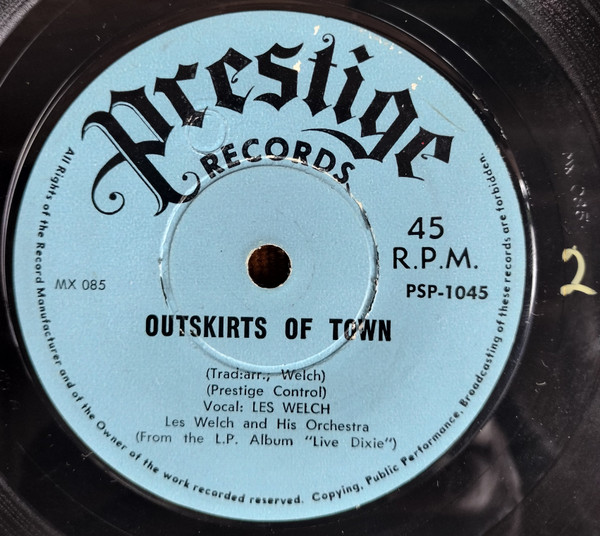 Prestige
RECORDS
45
R.P.M.
MX 085
PSP-1045
OUTSKIRTS OF TOWN
(Trad:arr., Welch)
(Prestige Control)
Vocal: LES WELCH
Les Welch and His Orchestra
(From the L.P. Album "Live Dixie")
All Rights of the Record Manufacturer and of the Owner of the work recorded reserved. Copying, Public Performance, Broadcasting of these records are forbidden.
MX 085
2